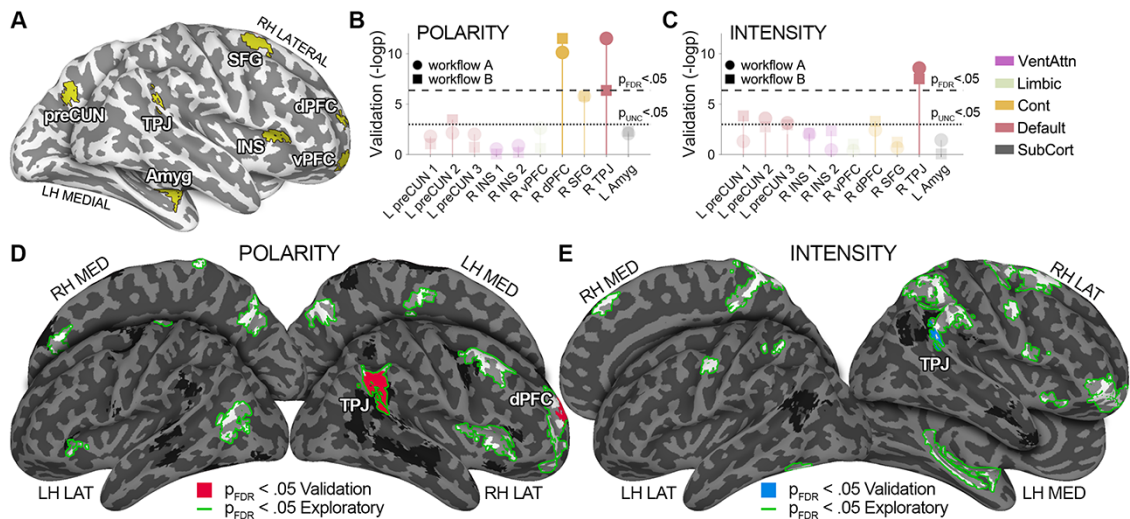 A
RH LATERAL
SFG
preCUN
TPJ
dPFC
INS
vPFC
Amyg
LH MEDIAL
B
POLARITY
Validation (-logp)
10
5
0
workflow A
workflow B
pFDR<.05
pUNC<.05
L preCUN 1
L preCUN 2
L preCUN 3
R INS 1
R INS 2
R vPFC
R dPFC
R SFG
R TPJ
L Amyg
C
INTENSITY
Validation (-logp)
10
5
0
workflow A
workflow B
pFDR<.05
pUNC<.05
L preCUN 1
L preCUN 2
L preCUN 3
R INS 1
R INS 2
R vPFC
R dPFC
R SFG
R TPJ
L Amyg
VentAttn
Limbic
Cont
Default
SubCort
D
POLARITY
RH MED
LH MED
TPJ
dPFC
LH LAT
RH LAT
pFDR < .05 Validation
pFDR < .05 Exploratory
E
INTENSITY
RH MED
RH LAT
TPJ
LH LAT
LH MED
pFDR < .05 Validation
pFDR < .05 Exploratory